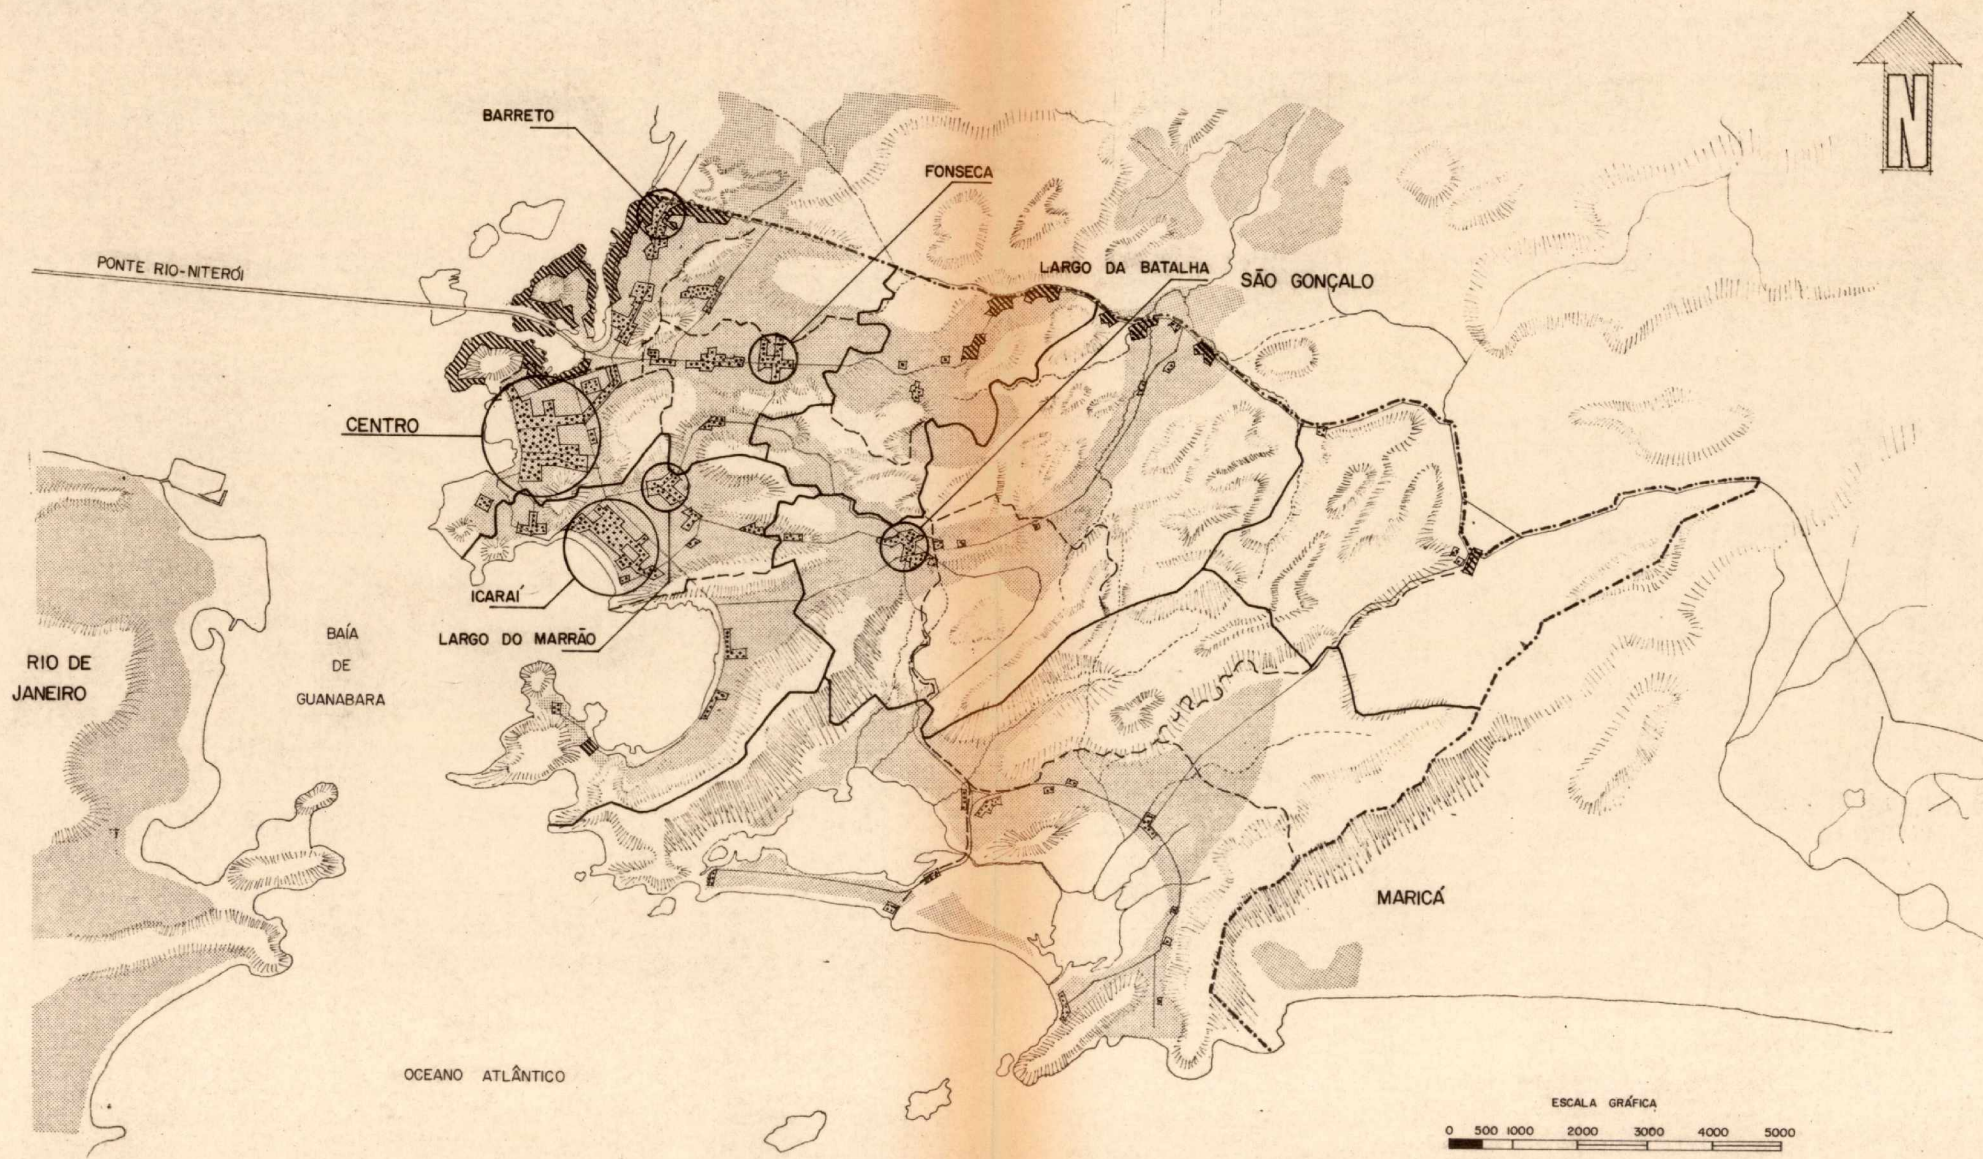 N
BARRETO
FONSECA
PONTE RIO-NITERÓI
LARGO DA BATALHA
SÃO GONÇALO
CENTRO
ICARAÍ
LARGO DO MARRÃO
BAÍA
DE
GUANABARA
RIO DE
JANEIRO
MARICÁ
OCEANO ATLÂNTICO
ESCALA GRÁFICA
0 500 1000 2000 3000 4000 5000